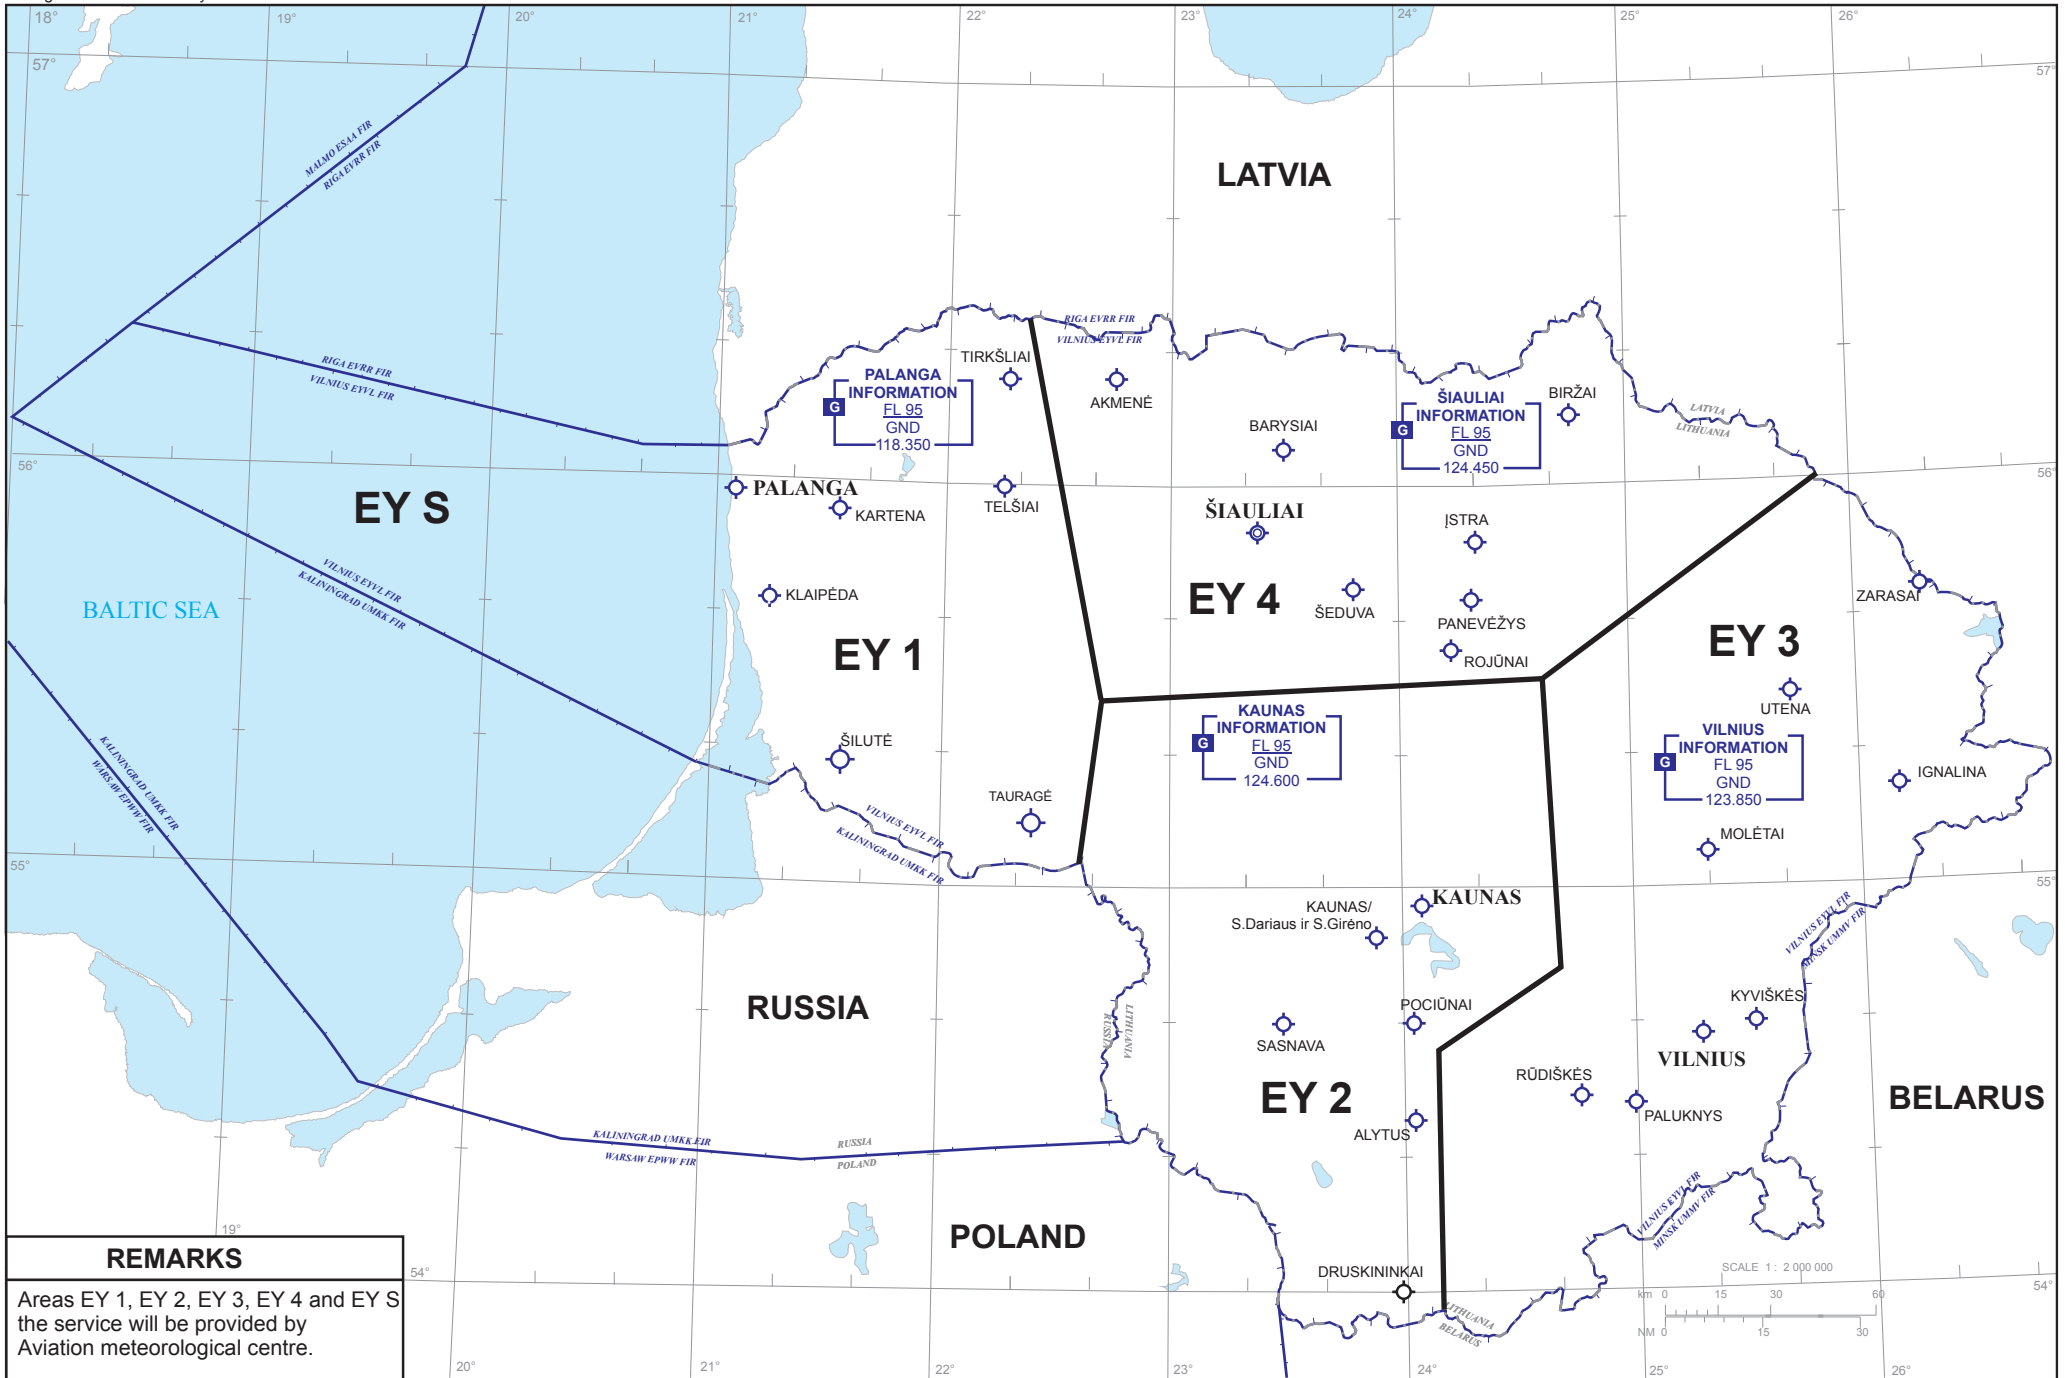 18°
19°
20°
21°
22°
23°
24°
25°
26°
57°
57°
MALMO ESAA FIR
RIGA EVRR FIR
LATVIA
RIGA EVRR FIR
VILNIUS EYVL FIR
RIGA EVRR FIR
VILNIUS EYVL FIR
TIRKŠLIAI
PALANGA
INFORMATION
G
FL 95
GND
118.350
AKMENĖ
BARYSIAI
ŠIAULIAI
INFORMATION
G
FL 95
GND
124.450
BIRŽAI
LATVIA
LITHUANIA
56°
56°
EY S
PALANGA
KARTENA
TELŠIAI
ŠIAULIAI
ĮSTRA
VILNIUS EYVL FIR
KALININGRAD UMKK FIR
BALTIC SEA
KLAIPĖDA
EY 4
ŠEDUVA
PANEVĖŽYS
ROJŪNAI
ZARASAI
EY 1
EY 3
UTENA
KAUNAS
INFORMATION
G
FL 95
GND
124.600
VILNIUS
INFORMATION
G
FL 95
GND
123.850
IGNALINA
ŠILUTĖ
TAURAGĖ
MOLĖTAI
KALININGRAD UMKK FIR
WARSAW EPWW FIR
VILNIUS EYVL FIR
KALININGRAD UMKK FIR
55°
55°
KAUNAS
KAUNAS/
S.Dariaus ir S.Girėno
VILNIUS EYVL FIR
MINSK UMMV FIR
RUSSIA
LITHUANIA
RUSSIA
SASNAVA
POCIŪNAI
KYVIŠKĖS
VILNIUS
RŪDIŠKĖS
PALUKNYS
EY 2
ALYTUS
BELARUS
KALININGRAD UMKK FIR
WARSAW EPWW FIR
RUSSIA
POLAND
VILNIUS EYVL FIR
MINSK UMMV FIR
19°
POLAND
DRUSKININKAI
LITHUANIA
BELARUS
54°
54°
REMARKS
Areas EY 1, EY 2, EY 3, EY 4 and EY S
the service will be provided by
Aviation meteorological centre.
SCALE 1 : 2 000 000
km 0 15 30 60
NM 0 15 30
20°
21°
22°
23°
24°
25°
26°